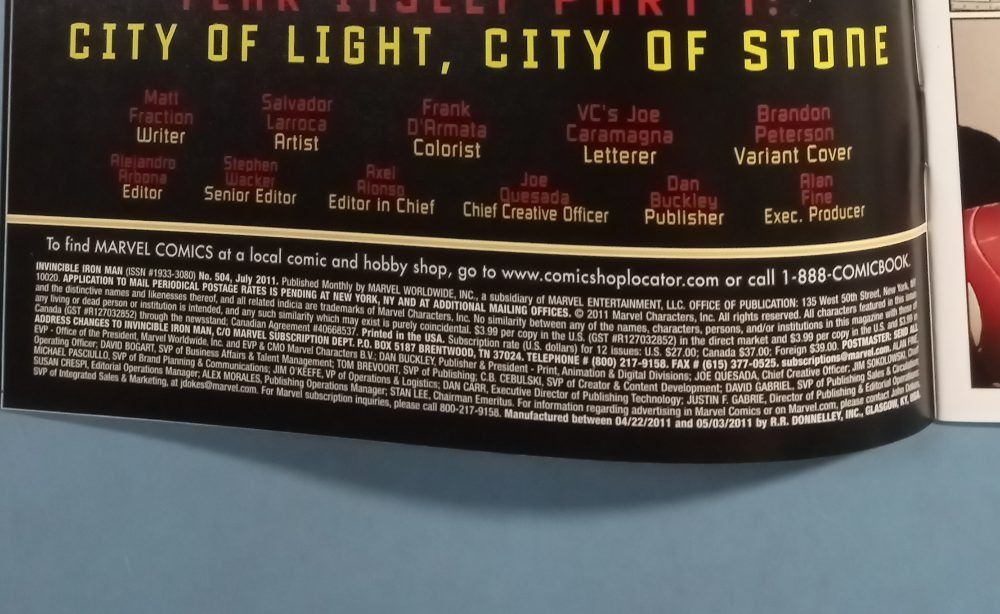 FEAR ITSELF PART 1:
CITY OF LIGHT, CITY OF STONE
Matt Fraction Writer
Salvador Larroca Artist
Frank D'Armata Colorist
VC's Joe Caramagna Letterer
Brandon Peterson Variant Cover
Alejandro Arbona Editor
Stephen Wacker Senior Editor
Axel Alonso Editor in Chief
Joe Quesada Chief Creative Officer
Dan Buckley Publisher
Alan Fine Exec. Producer
To find MARVEL COMICS at a local comic and hobby shop, go to www.comicshoplocator.com or call 1-888-COMICBOOK.
INVINCIBLE IRON MAN (ISSN #1933-3080) No. 504, July 2011. Published Monthly by MARVEL WORLDWIDE, INC., a subsidiary of MARVEL ENTERTAINMENT, LLC. OFFICE OF PUBLICATION: 135 West 50th Street, New York, NY
10020. APPLICATION TO MAIL PERIODICAL POSTAGE RATES IS PENDING AT NEW YORK, NY AND AT ADDITIONAL MAILING OFFICES. © 2011 Marvel Characters, Inc. All rights reserved. All characters featured in this issue
and the distinctive names and likenesses thereof, and all related indicia are trademarks of Marvel Characters, Inc. No similarity between any of the names, characters, persons, and/or institutions in this magazine with those of
any living or dead person or institution is intended, and any such similarity which may exist is purely coincidental. $3.99 per copy in the U.S. (GST #R127032852) in the direct market and $3.99 per copy in the U.S. and $3.99 in
Canada (GST #R127032852) through the newsstand; Canadian Agreement #40668537. Printed in the USA. Subscription rate (U.S. dollars) for 12 issues: U.S. $27.00; Canada $37.00; Foreign $39.00. POSTMASTER: SEND ALL
ADDRESS CHANGES TO INVINCIBLE IRON MAN, C/O MARVEL SUBSCRIPTION DEPT. P.O. BOX 5187 BRENTWOOD, TN 37024. TELEPHONE # (800) 217-9158. FAX # (615) 377-0525. subscriptions@marvel.com. ALAN FINE,
EVP - Office of the President, Marvel Worldwide, Inc. and EVP & CMO Marvel Characters B.V.; DAN BUCKLEY, Publisher & President - Print, Animation & Digital Divisions; JOE QUESADA, Chief Creative Officer; JIM SOKOLOWSKI, Chief
Operating Officer; DAVID BOGART, SVP of Business Affairs & Talent Management; TOM BREVOORT, SVP of Publishing; C.B. CEBULSKI, SVP of Creator & Content Development; DAVID GABRIEL, SVP of Publishing Sales & Circulation;
MICHAEL PASCIULLO, SVP of Brand Planning & Communications; JIM O'KEEFE, VP of Operations & Logistics; DAN CARR, Executive Director of Publishing Technology; JUSTIN F. GABRIE, Director of Publishing & Editorial Operations;
SUSAN CRESPI, Editorial Operations Manager; ALEX MORALES, Publishing Operations Manager; STAN LEE, Chairman Emeritus. For information regarding advertising in Marvel Comics or on Marvel.com, please contact John Dokes,
SVP of Integrated Sales & Marketing, at jdokes@marvel.com. For Marvel subscription inquiries, please call 800-217-9158. Manufactured between 04/22/2011 and 05/03/2011 by R.R. DONNELLEY, INC., GLASGOW, KY, USA.